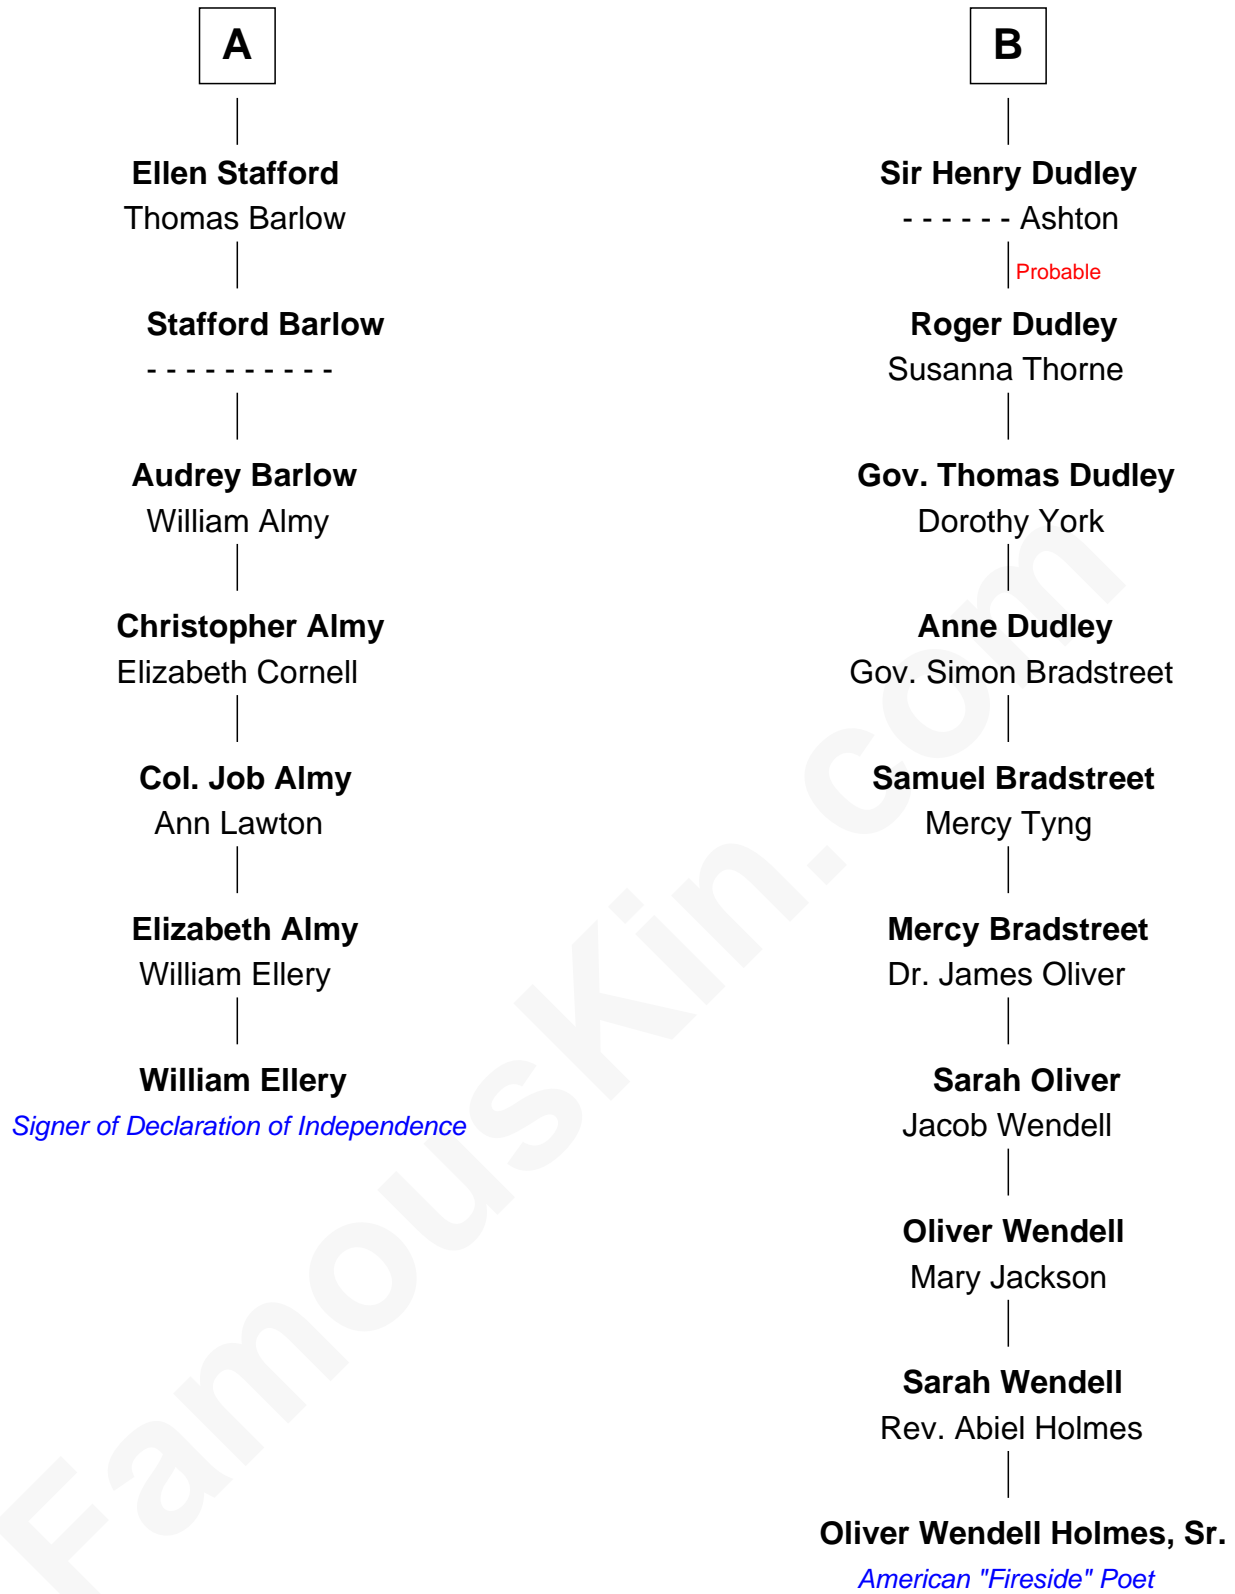 A
Ellen Stafford
Thomas Barlow
Stafford Barlow
- - - - - - - - - -
Audrey Barlow
William Almy
Christopher Almy
Elizabeth Cornell
Col. Job Almy
Ann Lawton
Elizabeth Almy
William Ellery
William Ellery
Signer of Declaration of Independence
B
Sir Henry Dudley
- - - - - - Ashton
Probable
Roger Dudley
Susanna Thorne
Gov. Thomas Dudley
Dorothy York
Anne Dudley
Gov. Simon Bradstreet
Samuel Bradstreet
Mercy Tyng
Mercy Bradstreet
Dr. James Oliver
Sarah Oliver
Jacob Wendell
Oliver Wendell
Mary Jackson
Sarah Wendell
Rev. Abiel Holmes
Oliver Wendell Holmes, Sr.
American "Fireside" Poet
FamousKin.com